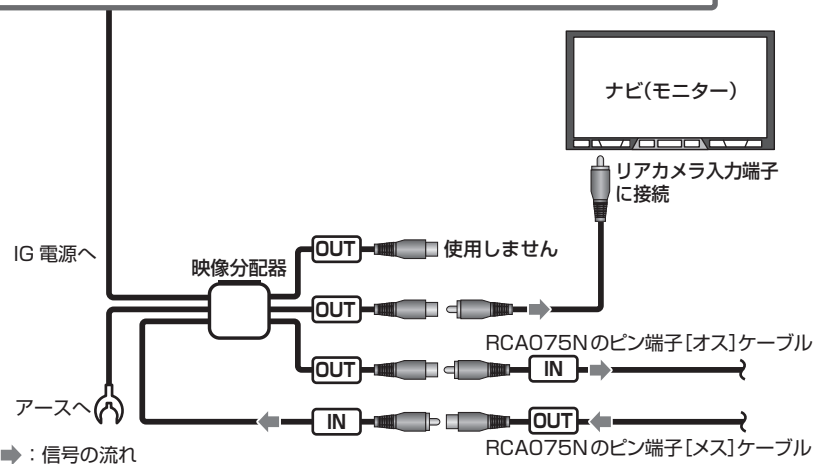 ナビ(モニター)
リアカメラ入力端子
に接続
IG 電源へ
映像分配器
OUT
使用しません
OUT
RCA075Nのピン端子[オス]ケーブル
OUT
IN
アースへ
IN
OUT
RCA075Nのピン端子[メス]ケーブル
：信号の流れ